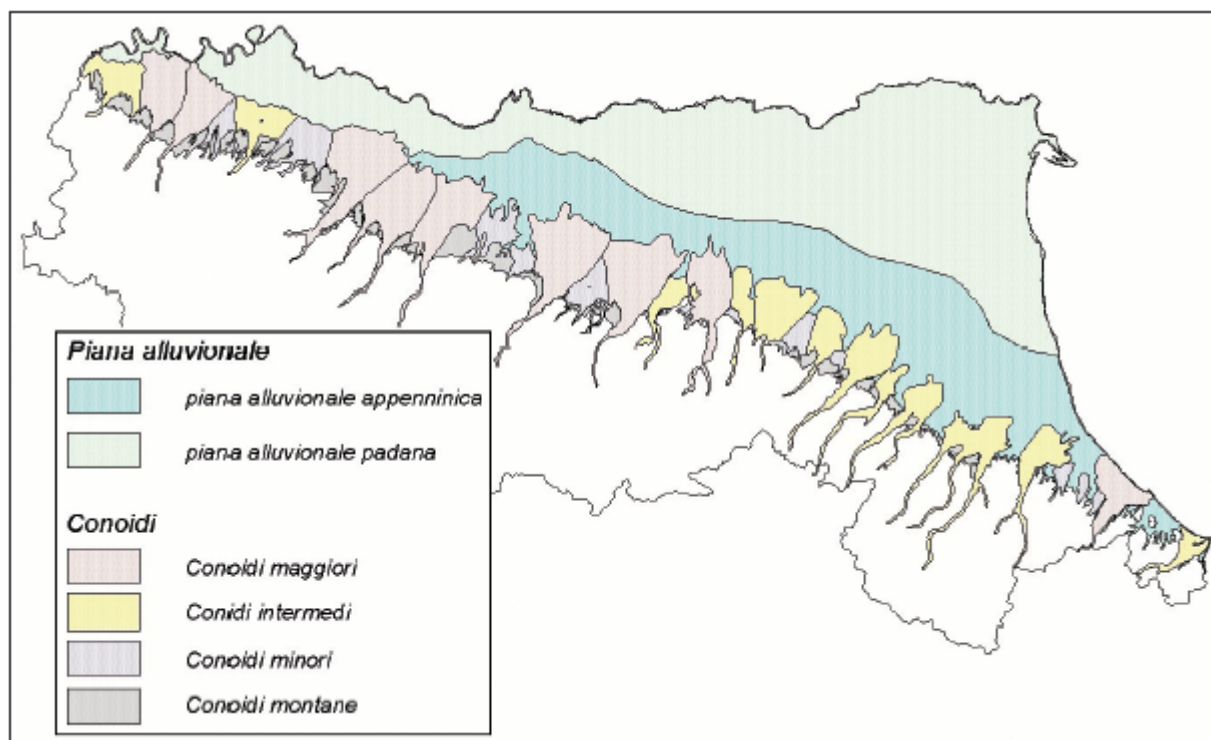 Piana alluvionale
piana alluvionale appenninica
piana alluvionale padana
Conoidi
Conoidi maggiori
Conidi intermedi
Conoidi minori
Conoidi montane